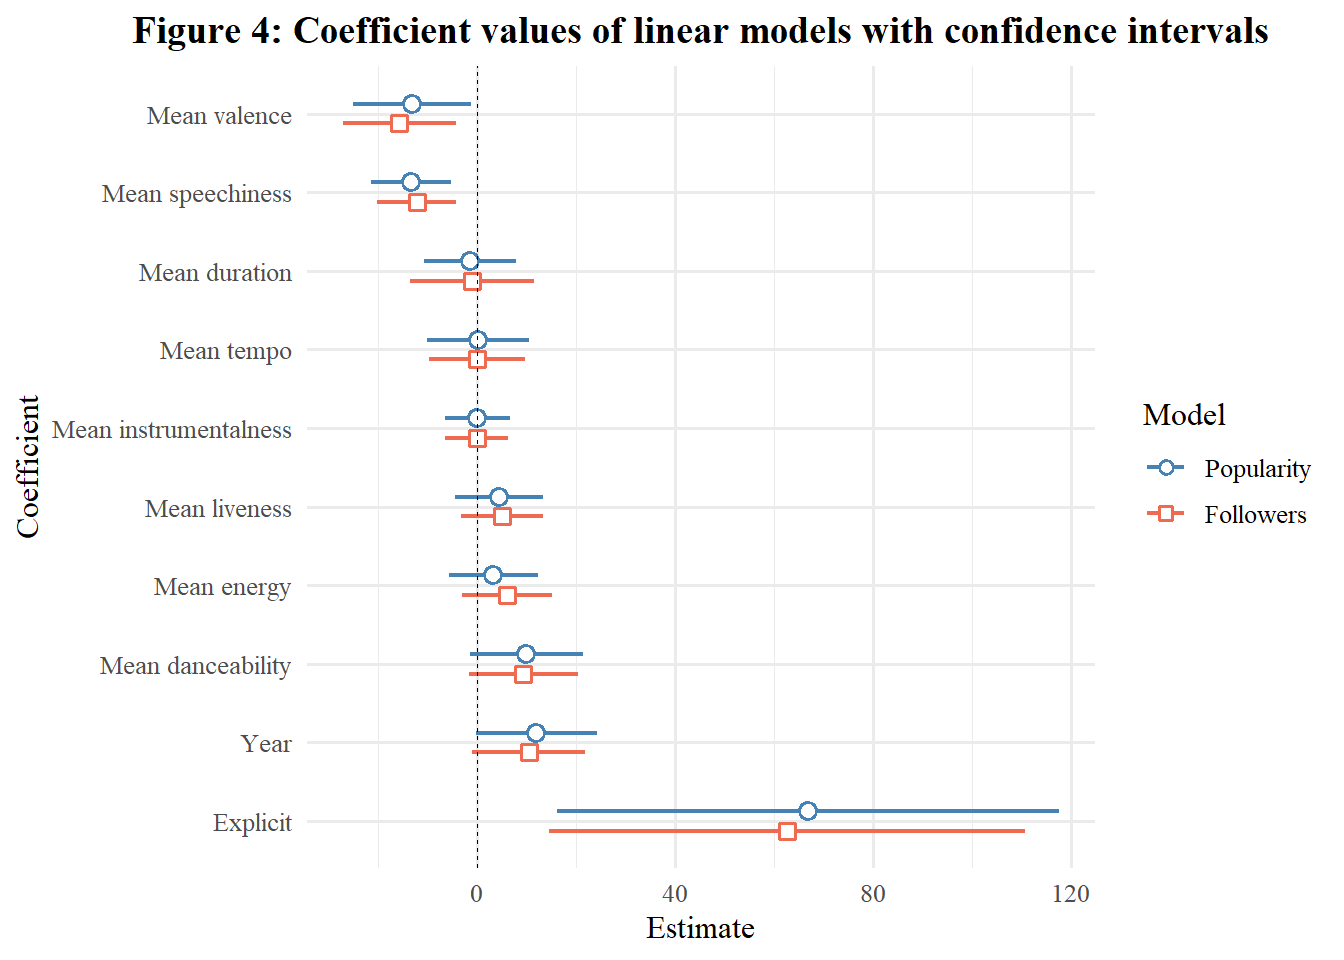 Figure 4: Coefficient values of linear models with confidence intervals
Mean valence
Mean speechiness
Mean duration
Mean tempo
Mean instrumentalness
Mean liveness
Mean energy
Mean danceability
Year
Explicit
Coefficient
0
40
80
120
Estimate
Model
Popularity
Followers